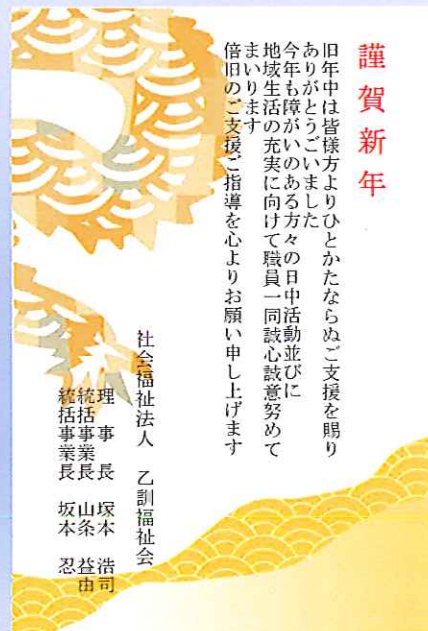 謹賀新年
旧年中は皆様方よりひとかたならぬご支援を賜り
ありがとうございました
今年も障がいのある方々の日中活動並びに
地域生活の充実に向けて職員一同誠心誠意努めて
まいります
倍旧のご支援ご指導を心よりお願い申し上げます
社会福祉法人 乙訓福祉会
理事長 塚本 浩司
統括事業長 山条 益由
統括事業長 坂本 忍